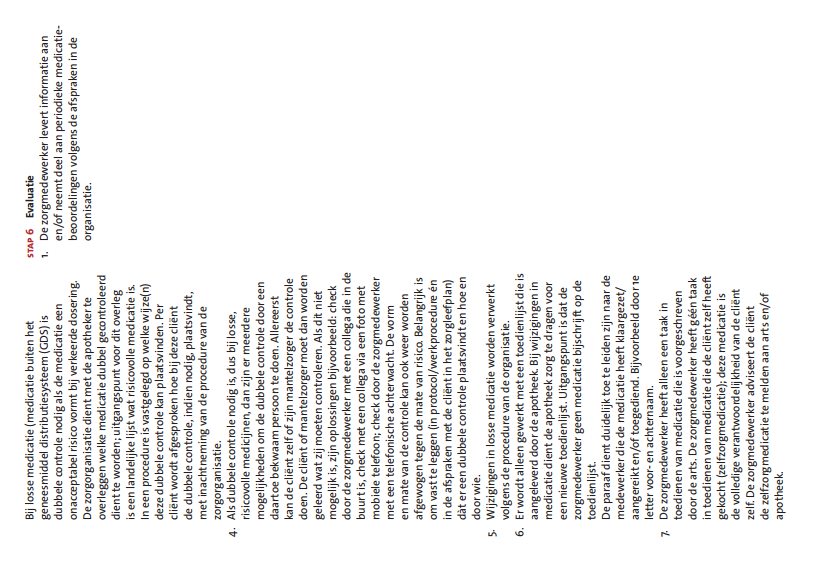 Bij losse medicatie (medicatie buiten het
geneesmiddel distributiesysteem (GDS) is
dubbele controle nodig als de medicatie een
onacceptabel risico vormt bij verkeerde dosering.
De zorgorganisatie dient met de apotheker te
overleggen welke medicatie dubbel gecontroleerd
dient te worden; uitgangspunt voor dit overleg
is een landelijke lijst wat risicovolle medicatie is.
In een procedure is vastgelegd op welke wijze(n)
deze dubbele controle kan plaatsvinden. Per
cliënt wordt afgesproken hoe bij deze cliënt
de dubbele controle, indien nodig, plaatsvindt,
met inachtneming van de procedure van de
zorgorganisatie.
4. Als dubbele controle nodig is, dus bij losse,
risicovolle medicijnen, dan zijn er meerdere
mogelijkheden om de dubbele controle door een
daartoe bekwaam persoon te doen. Allereerst
kan de cliënt zelf of zijn mantelzorger de controle
doen. De cliënt of mantelzorger moet dan worden
geleerd wat zij moeten controleren. Als dit niet
mogelijk is, zijn oplossingen bijvoorbeeld: check
door de zorgmedewerker met een collega die in de
buurt is, check met een collega via een foto met
mobiele telefoon; check door de zorgmedewerker
met een telefonische achterwacht. De vorm
en mate van de controle kan ook weer worden
afgewogen tegen de mate van risico. Belangrijk is
om vast te leggen (in protocol/werkprocedure én
in de afspraken met de cliënt in het zorgleefplan)
dát er een dubbele controle plaatsvindt en hoe en
door wie.
5. Wijzigingen in losse medicatie worden verwerkt
volgens de procedure van de organisatie.
6. Er wordt alleen gewerkt met een toedienlijst die is
aangeleverd door de apotheek. Bij wijzigingen in
medicatie dient de apotheek zorg te dragen voor
een nieuwe toedienlijst. Uitgangspunt is dat de
zorgmedewerker geen medicatie bijschrijft op de
toedienlijst.
De paraaf dient duidelijk toe te leiden zijn naar de
medewerker die de medicatie heeft klaargezet/
aangereikt en/of toegediend. Bijvoorbeeld door 1e
letter voor- en achternaam.
7. De zorgmedewerker heeft alleen een taak in
toedienen van medicatie die is voorgeschreven
door de arts. De zorgmedewerker heeft géén taak
in toedienen van medicatie die de cliënt zelf heeft
gekocht (zelfzorgmedicatie); deze medicatie is
de volledige verantwoordelijkheid van de cliënt
zelf. De zorgmedewerker adviseert de cliënt
de zelfzorgmedicatie te melden aan arts en/of
apotheek.
STAP 6 Evaluatie
1. De zorgmedewerker levert informatie aan
en/of neemt deel aan periodieke medicatie-
beoordelingen volgens de afspraken in de
organisatie.